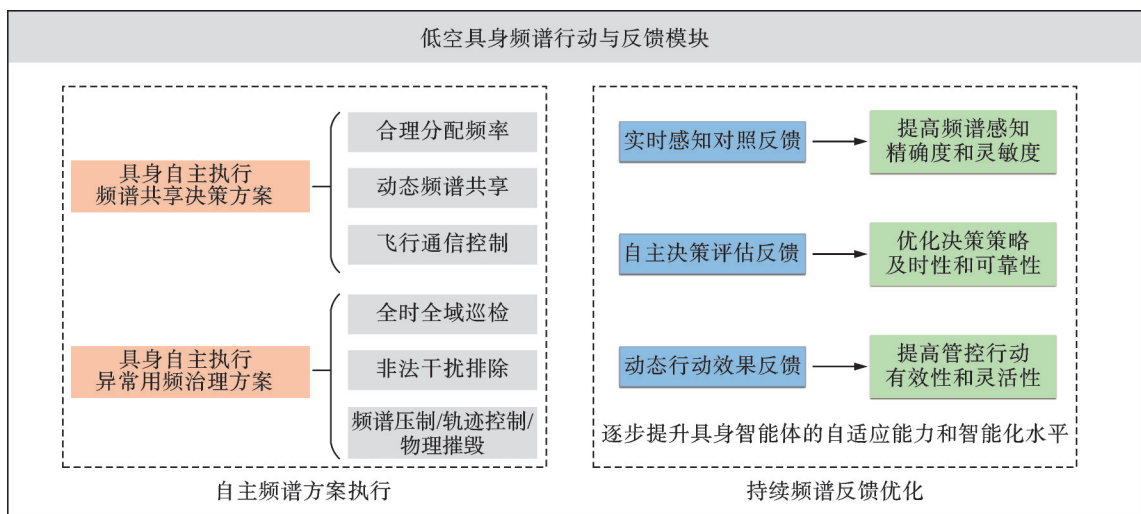 低空具身频谱行动与反馈模块
具身自主执行
频谱共享决策方案
合理分配频率
动态频谱共享
飞行通信控制
具身自主执行
异常用频治理方案
全时全域巡检
非法干扰排除
频谱压制/轨迹控制/
物理摧毁
自主频谱方案执行
实时感知对照反馈
提高频谱感知
精确度和灵敏度
自主决策评估反馈
优化决策策略
及时性和可靠性
动态行动效果反馈
提高管控行动
有效性和灵活性
逐步提升具身智能体的自适应能力和智能化水平
持续频谱反馈优化